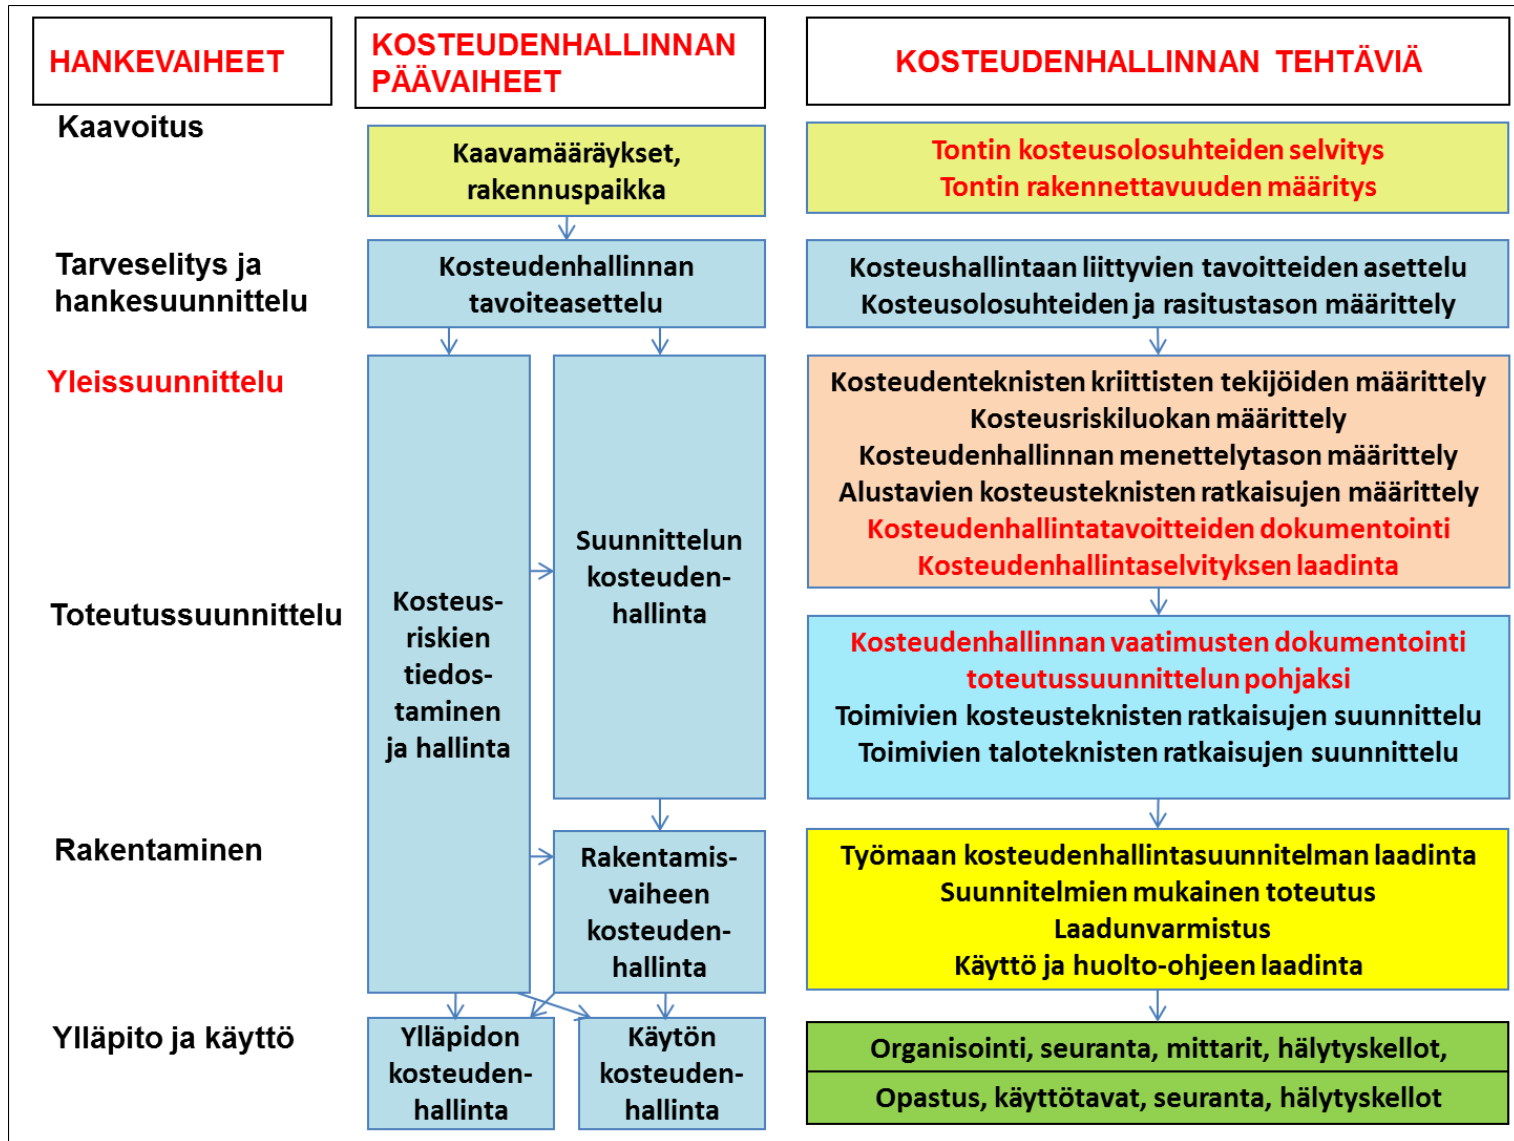 HANKEVAIHEET
KOSTEUDENHALLINNAN
PÄÄVAIHEET
KOSTEUDENHALLINNAN TEHTÄVIÄ
Kaavoitus
Kaavamääräykset,
rakennuspaikka
Tontin kosteusolosuhteiden selvitys
Tontin rakennettavuuden määritys
Tarveselitys ja
hankesuunnittelu
Kosteudenhallinnan
tavoiteasettelu
Kosteushallintaan liittyvien tavoitteiden asettelu
Kosteusolosuhteiden ja rasitustason määrittely
Yleissuunnittelu
Kosteudenteknisten kriittisten tekijöiden määrittely
Kosteusriskiluokan määrittely
Kosteudenhallinnan menettelytason määrittely
Alustavien kosteusteknisten ratkaisujen määrittely
Kosteudenhallintatavoitteiden dokumentointi
Kosteudenhallintaselvityksen laadinta
Suunnittelun
kosteuden-
hallinta
Kosteus-
riskien
tiedos-
taminen
ja hallinta
Toteutussuunnittelu
Kosteudenhallinnan vaatimusten dokumentointi
toteutussuunnittelun pohjaksi
Toimivien kosteusteknisten ratkaisujen suunnittelu
Toimivien taloteknisten ratkaisujen suunnittelu
Rakentaminen
Rakentamis-
vaiheen
kosteuden-
hallinta
Työmaan kosteudenhallintasuunnitelman laadinta
Suunnitelmien mukainen toteutus
Laadunvarmistus
Käyttö ja huolto-ohjeen laadinta
Ylläpito ja käyttö
Ylläpidon
kosteuden-
hallinta
Käytön
kosteuden-
hallinta
Organisointi, seuranta, mittarit, hälytyskellot,
Opastus, käyttötavat, seuranta, hälytyskellot